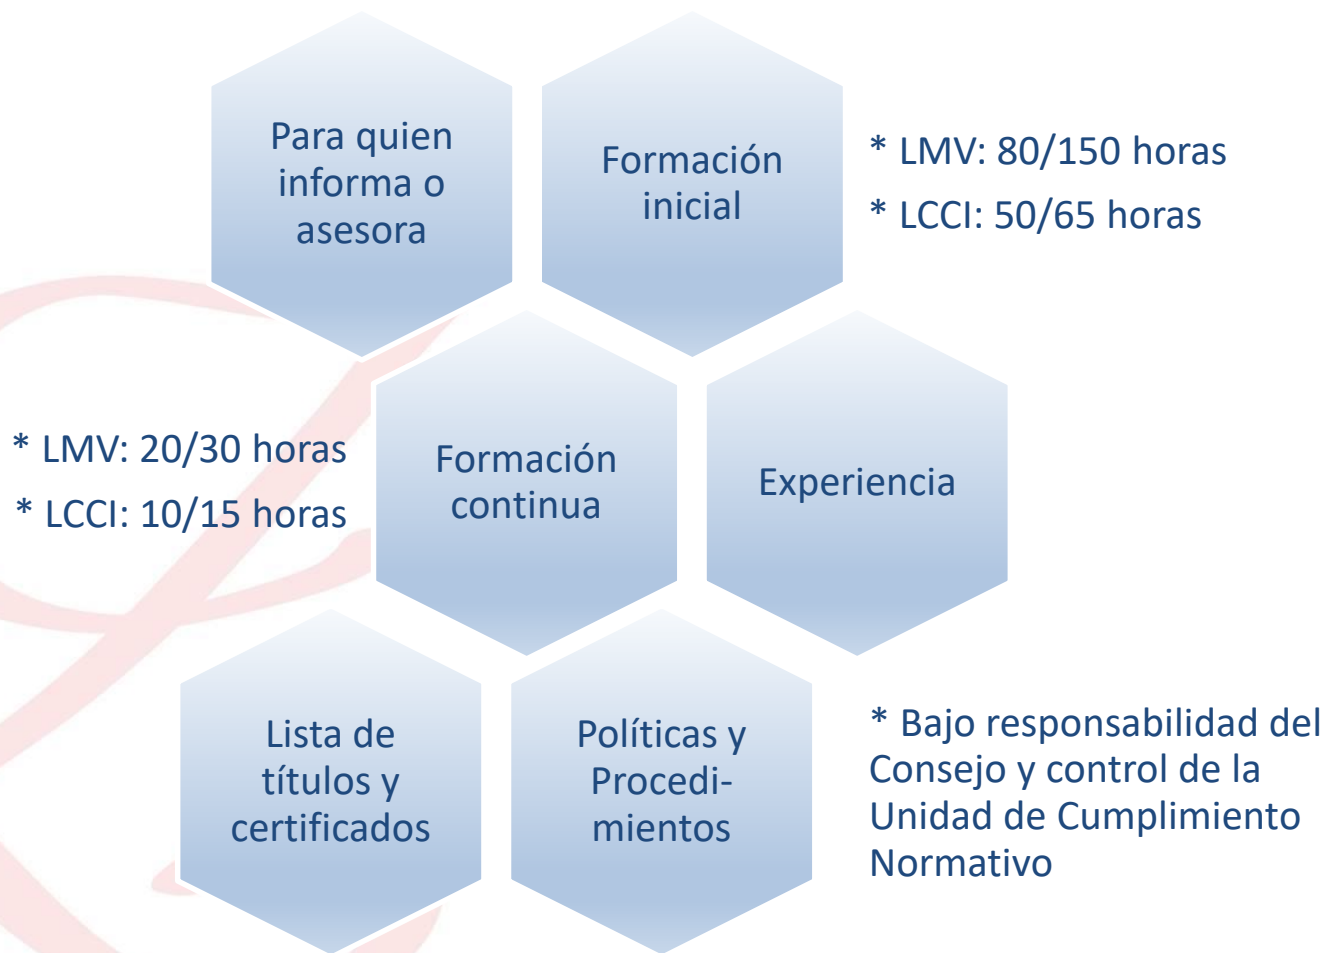 Para quien
informa o
asesora
Formación
inicial
* LMV: 80/150 horas
* LCCI: 50/65 horas
* LMV: 20/30 horas
* LCCI: 10/15 horas
Formación
continua
Experiencia
Lista de
títulos y
certificados
Políticas y
Procedi-
mientos
* Bajo responsabilidad del
Consejo y control de la
Unidad de Cumplimiento
Normativo